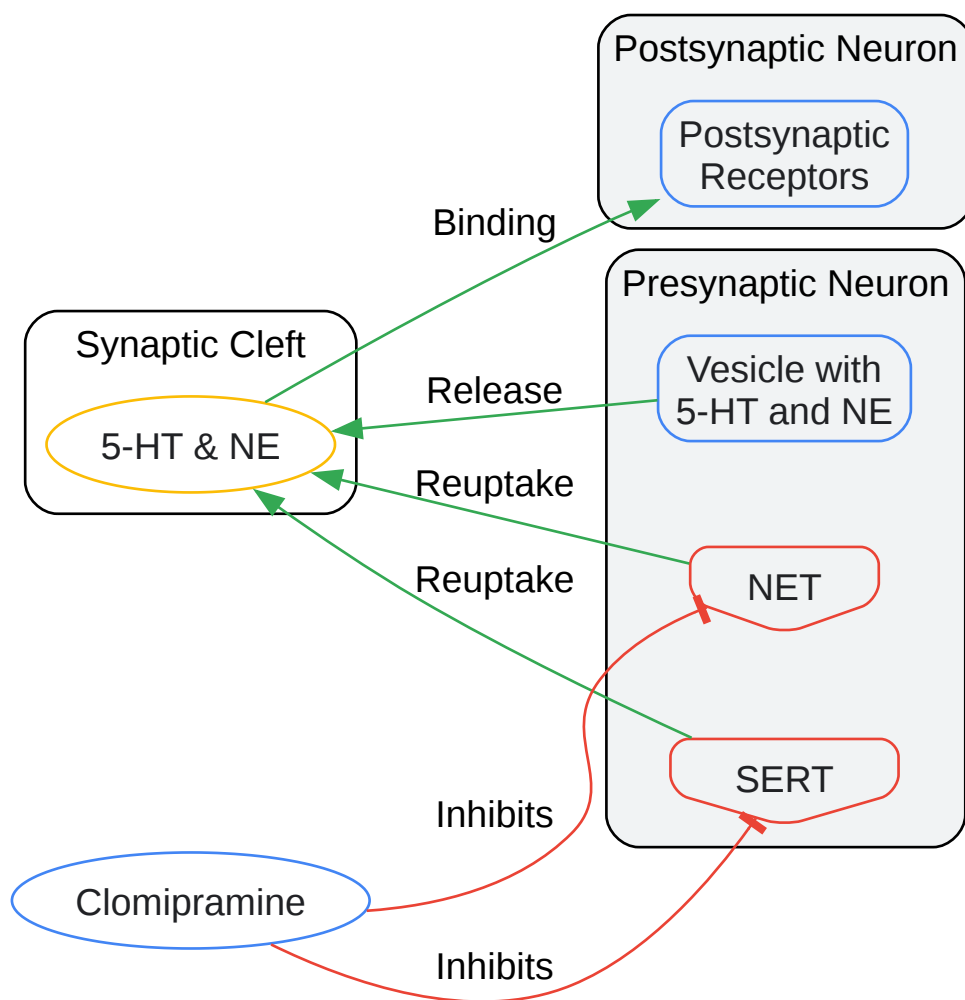 Postsynaptic Neuron
Postsynaptic
Receptors
Binding
Presynaptic Neuron
Synaptic Cleft
Vesicle with
5-HT and NE
Release
5-HT & NE
Reuptake
NET
Reuptake
SERT
Inhibits
Clomipramine
Inhibits